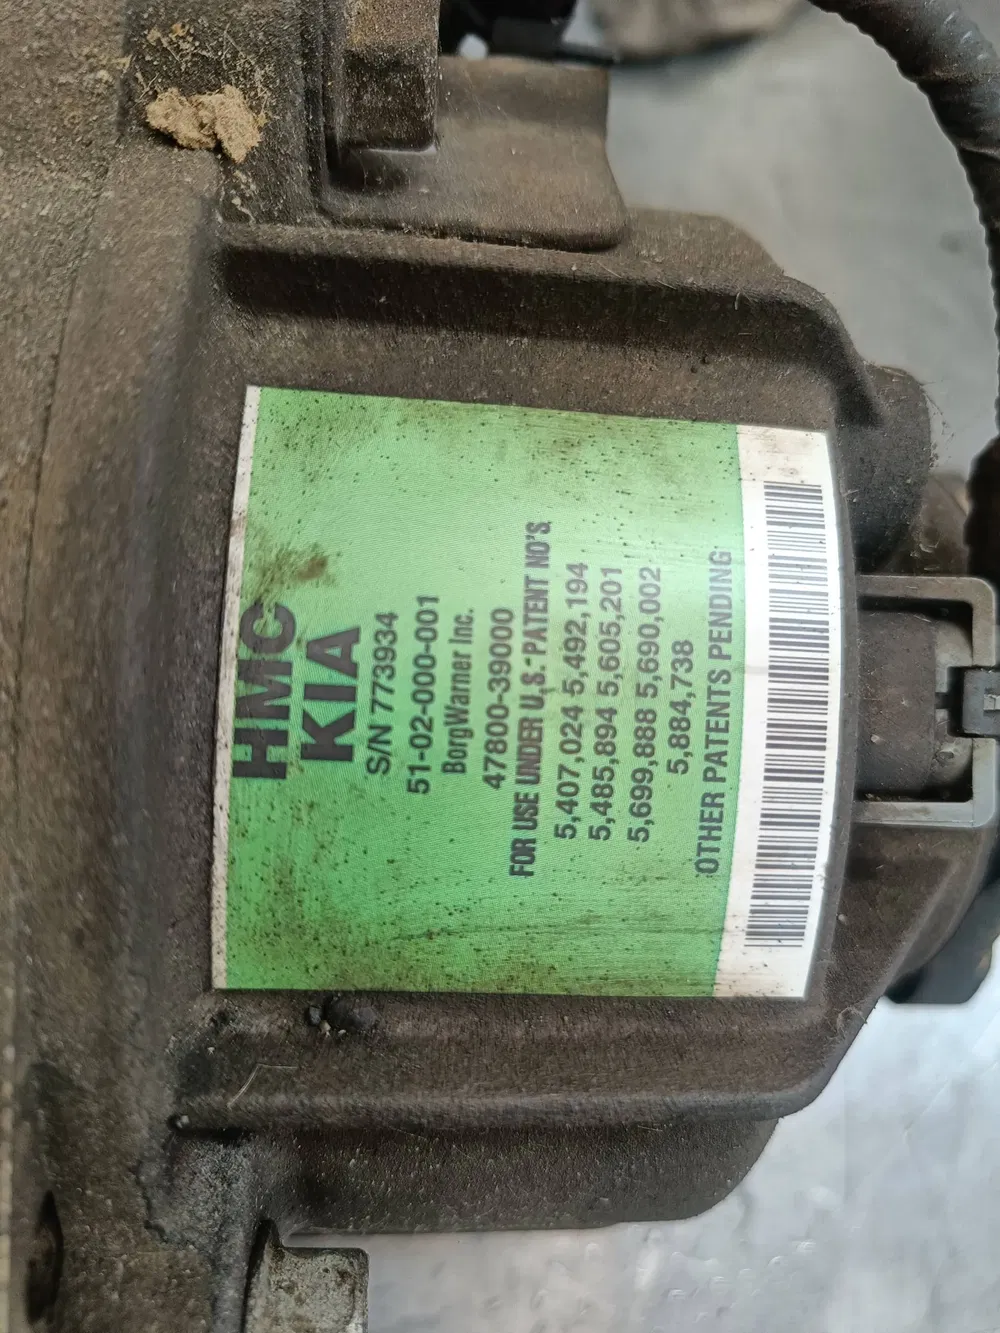 HMC
KIA
S/N 773934
51-02-000-001
BorgWarner Inc.
47800-39000
FOR USE UNDER U.S. PATENT NO'S.
5,407,024 5,492,194
5,485,894 5,605,201
5,699,888 5,690,002
5,884,738
OTHER PATENTS PENDING